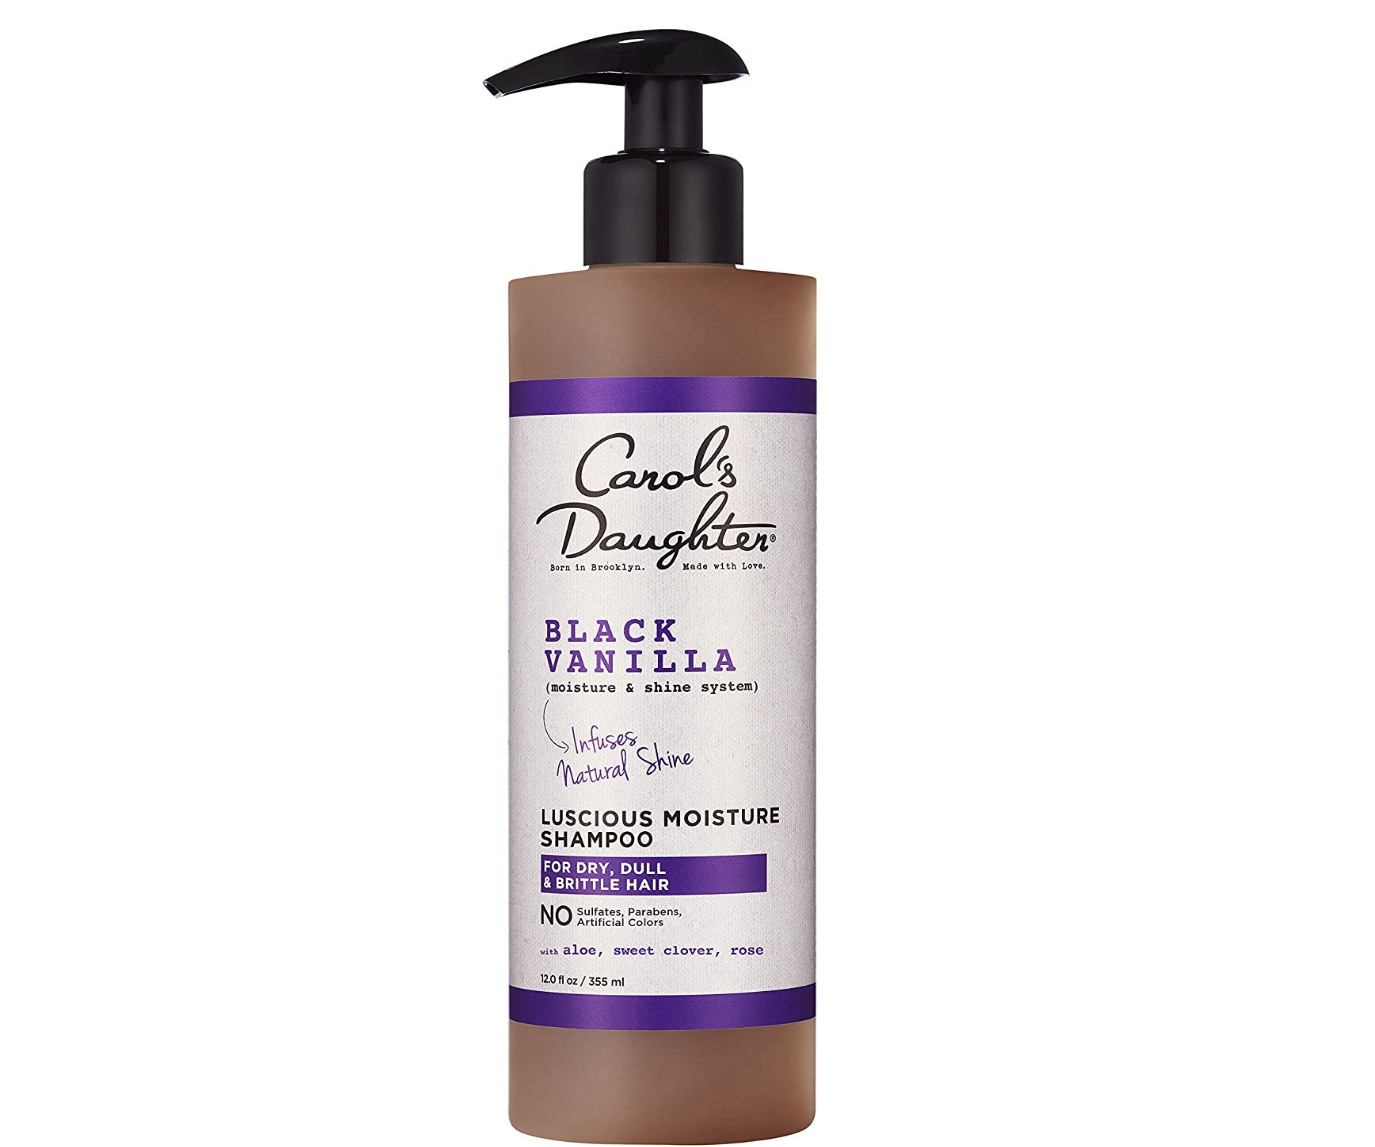 Carol's
Daughter®
Born in Brooklyn. Made with Love.
BLACK
VANILLA
(moisture & shine system)
Infuses
Natural Shine
LUSCIOUS MOISTURE
SHAMPOO
FOR DRY, DULL
& BRITTLE HAIR
NO Sulfates, Parabens,
Artificial Colors
with aloe, sweet clover, rose
12.0 fl oz / 355 ml